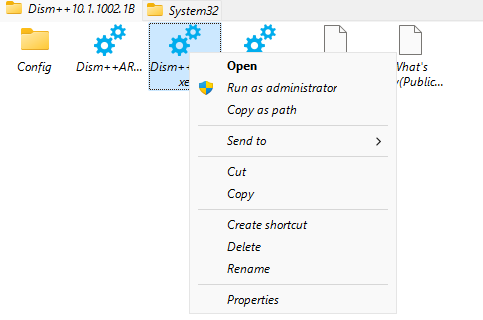 Dism++10.1.1002.1B
System32
Config
Dism++AR...
Dism++
xe
What's
(Public...
Open
Run as administrator
Copy as path
Send to
Cut
Copy
Create shortcut
Delete
Rename
Properties